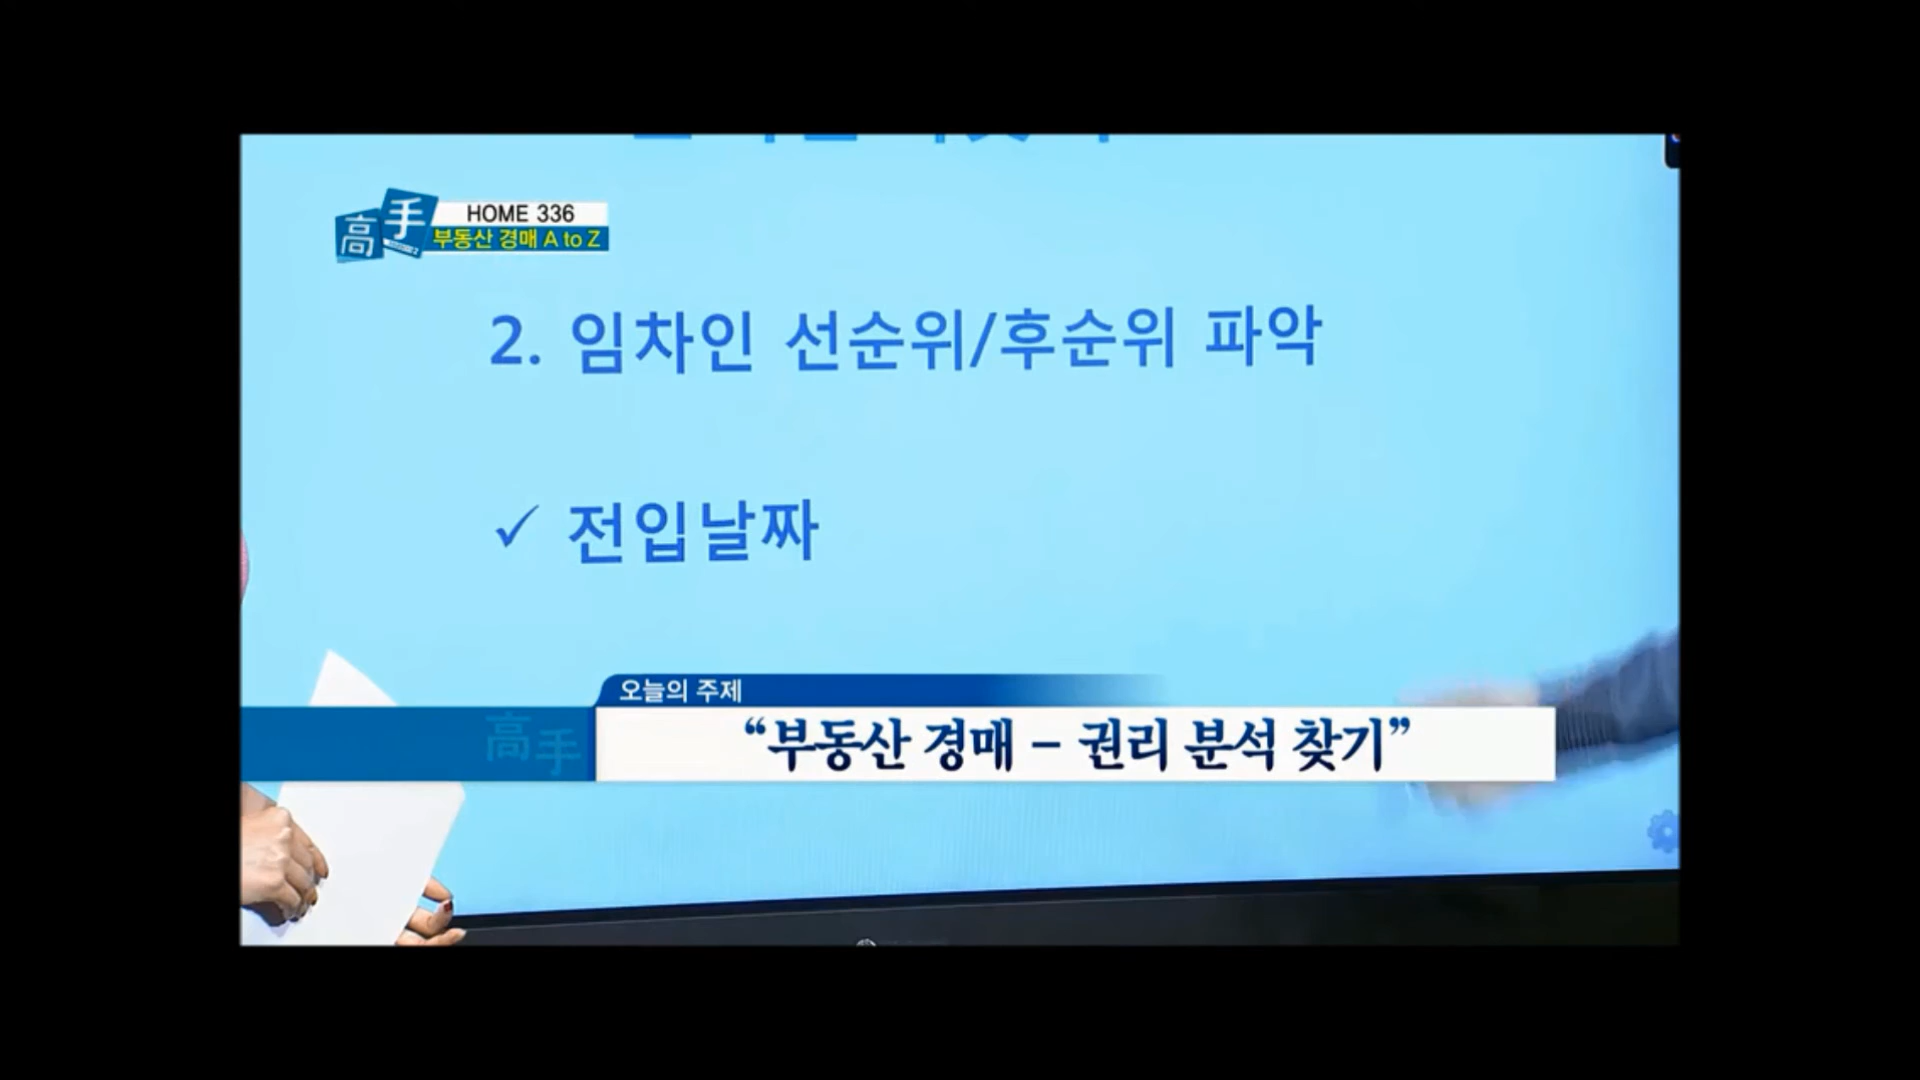 高手
HOME 336
부동산 경매 A to Z
2. 임차인 선순위/후순위 파악
✓ 전입날짜
오늘의 주제
高手
“부동산 경매 – 권리 분석 찾기”